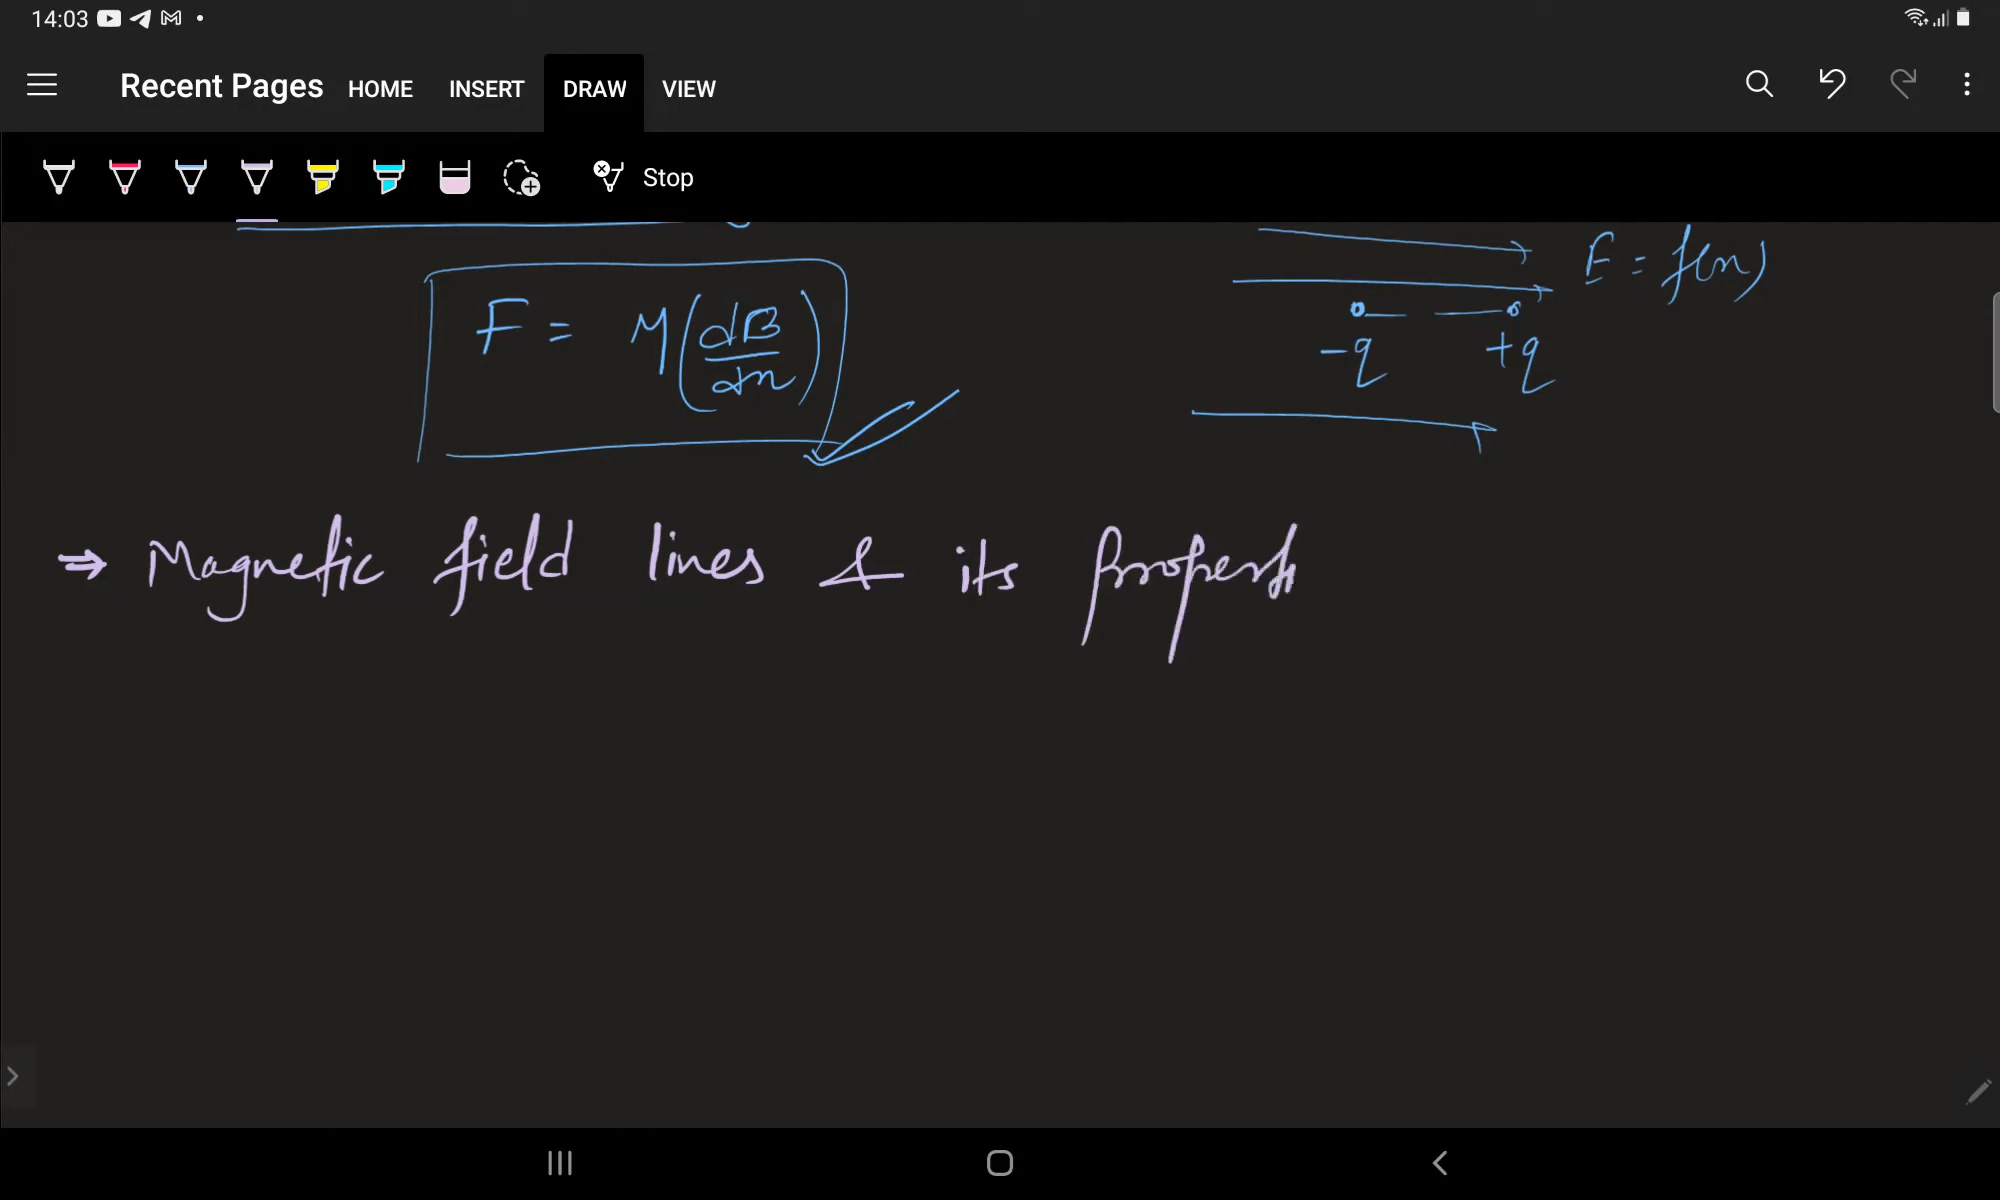 14:03
Recent Pages HOME INSERT DRAW VIEW
Stop
E = f(x)
F = M(dB/dx)
-q +q
⇒ Magnetic field lines & its Propert